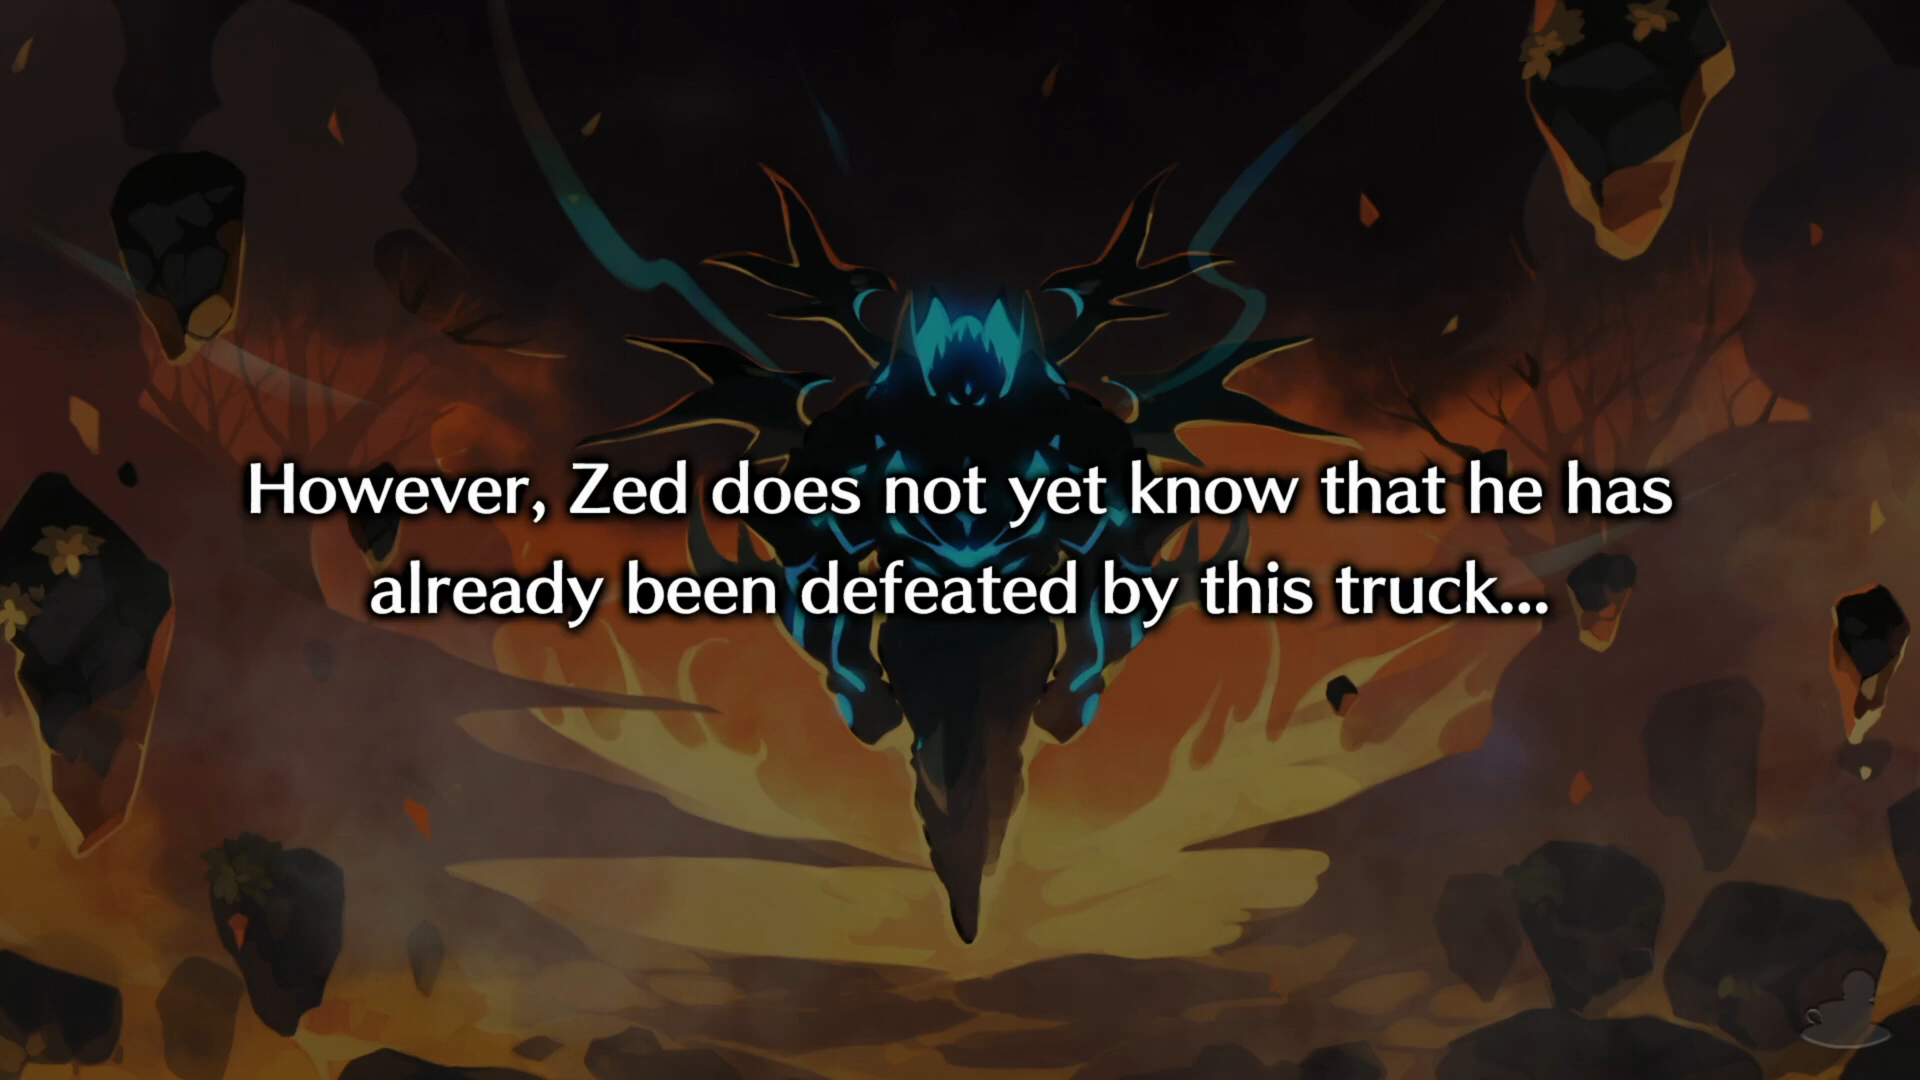 However, Zed does not yet know that he has
already been defeated by this truck...